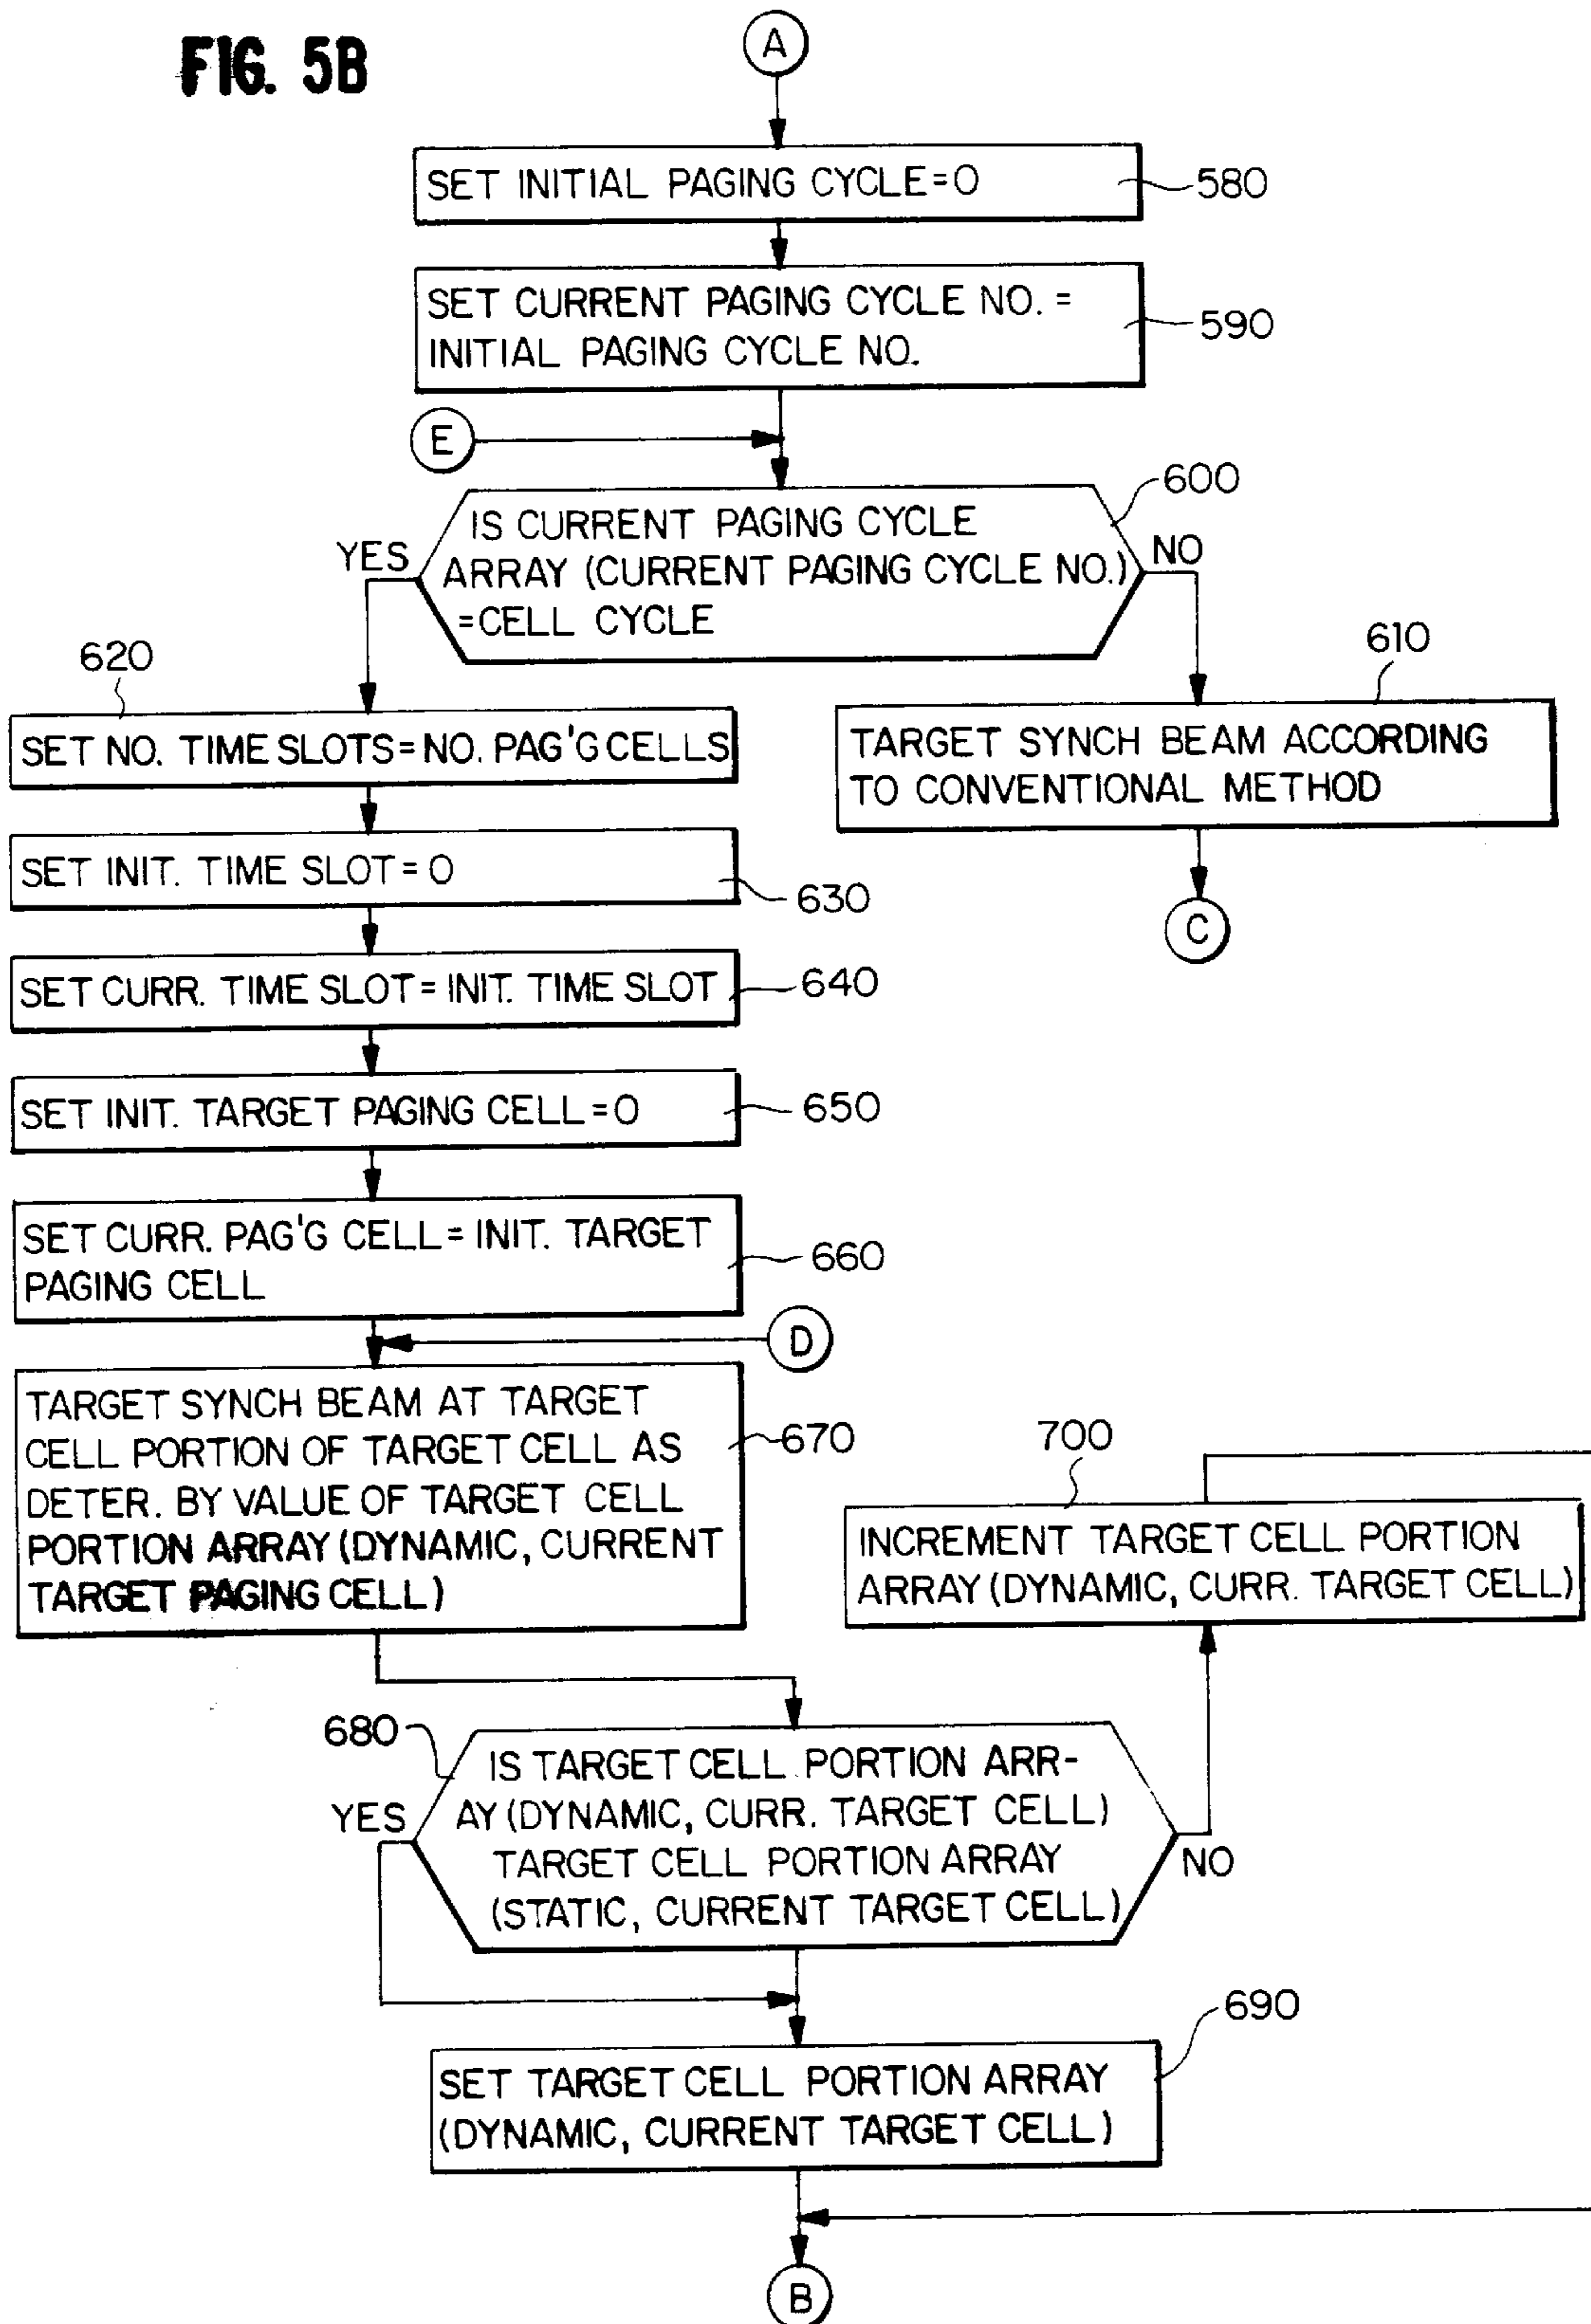 FIG. 5B
A
SET INITIAL PAGING CYCLE=0
580
SET CURRENT PAGING CYCLE NO. =
INITIAL PAGING CYCLE NO.
590
E
600
IS CURRENT PAGING CYCLE
ARRAY (CURRENT PAGING CYCLE NO.)
=CELL CYCLE
YES
NO
620
SET NO. TIME SLOTS=NO. PAG'G CELLS
610
TARGET SYNCH BEAM ACCORDING
TO CONVENTIONAL METHOD
C
SET INIT. TIME SLOT=0
630
SET CURR. TIME SLOT=INIT. TIME SLOT
640
SET INIT. TARGET PAGING CELL=0
650
SET CURR. PAG'G CELL=INIT. TARGET
PAGING CELL
660
D
TARGET SYNCH BEAM AT TARGET
CELL PORTION OF TARGET CELL AS
DETER. BY VALUE OF TARGET CELL
PORTION ARRAY(DYNAMIC, CURRENT
TARGET PAGING CELL)
670
700
INCREMENT TARGET CELL PORTION
ARRAY(DYNAMIC, CURR. TARGET CELL)
680
IS TARGET CELL PORTION ARR-
AY(DYNAMIC, CURR. TARGET CELL)
TARGET CELL PORTION ARRAY
(STATIC, CURRENT TARGET CELL)
YES
NO
690
SET TARGET CELL PORTION ARRAY
(DYNAMIC, CURRENT TARGET CELL)
B